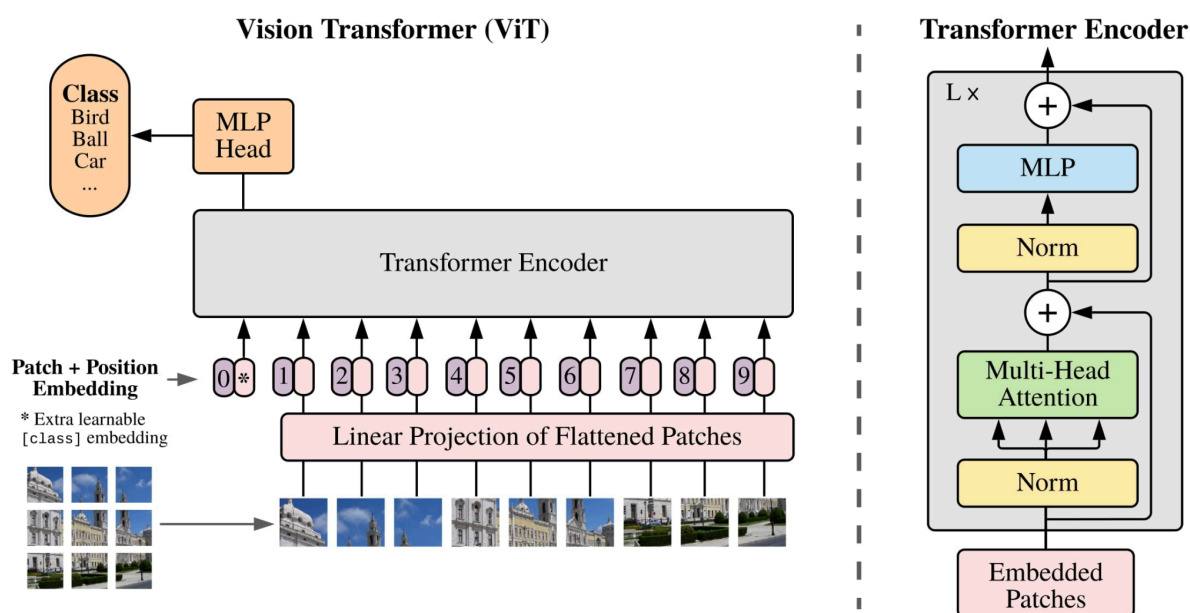 Vision Transformer (ViT)
Class
Bird
Ball
Car
...
MLP
Head
Transformer Encoder
Patch + Position
Embedding
* Extra learnable
[class] embedding
0 * 1 2 3 4 5 6 7 8 9
Linear Projection of Flattened Patches
Transformer Encoder
L ×
+
MLP
Norm
+
Multi-Head
Attention
Norm
Embedded
Patches